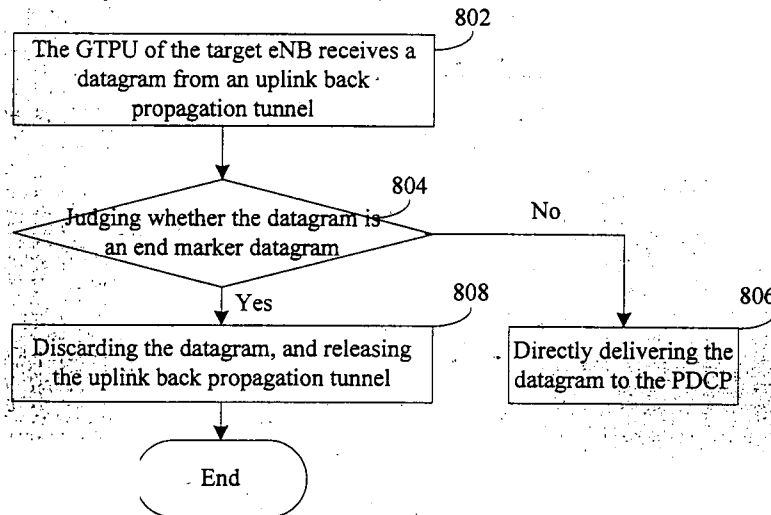 802
The GTPU of the target eNB receives a
datagram from an uplink back
propagation tunnel
804
Judging whether the datagram is
an end marker datagram
No
Yes
808
806
Discarding the datagram, and releasing
the uplink back propagation tunnel
Directly delivering the
datagram to the PDCP
End